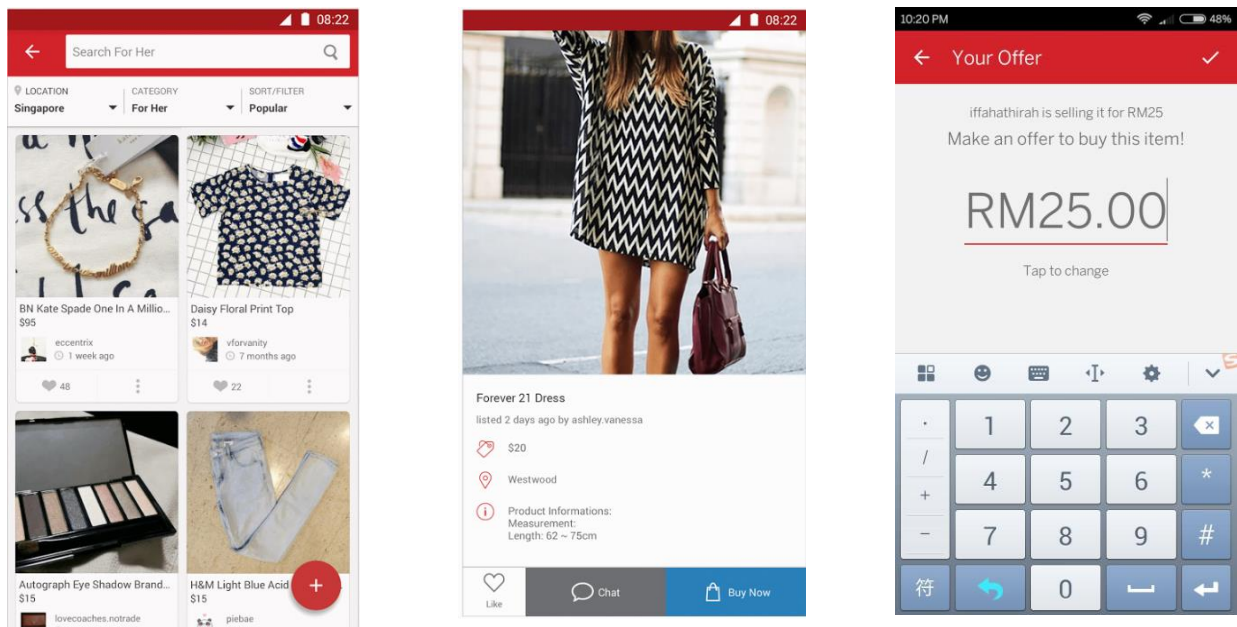 08:22
Search For Her
LOCATION
CATEGORY
SORT/FILTER
Singapore
For Her
Popular
ss the ca
BN Kate Spade One In A Millio...
$95
eccentrix
1 week ago
48
Daisy Floral Print Top
$14
vforvanity
7 months ago
22
Autograph Eye Shadow Brand...
$15
lovecoaches.notrade
H&M Light Blue Acid
$15
piebae
+
08:22
Forever 21 Dress
listed 2 days ago by ashley.vanessa
$20
Westwood
Product Informations:
Measurement:
Length: 62 ~ 75cm
Like
Chat
Buy Now
10:20 PM
48%
Your Offer
iffahathirah is selling it for RM25
Make an offer to buy this item!
RM25.00
Tap to change
.
1
2
3
/
4
5
6
*
+
-
7
8
9
#
符
0